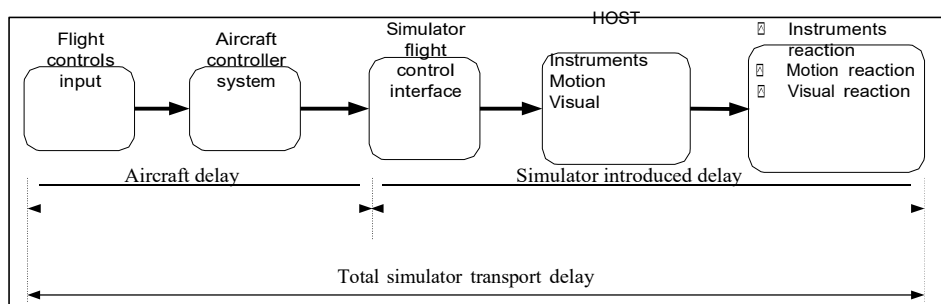 Flight
controls
input
Aircraft
controller
system
Simulator
flight
control
interface
HOST
Instruments
Motion
Visual
Instruments
reaction
Motion reaction
Visual reaction
Aircraft delay
Simulator introduced delay
Total simulator transport delay